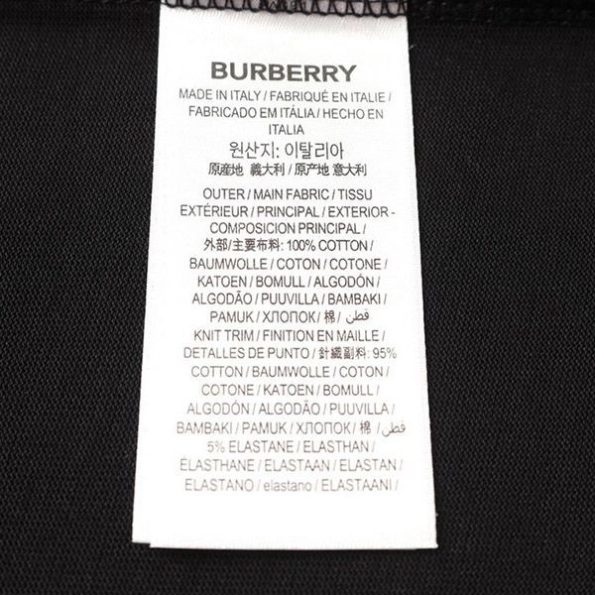 BURBERRY
MADE IN ITALY / FABRIQUÉ EN ITALIE /
FABRICADO EM ITÁLIA / HECHO EN
ITALIA
원산지: 이탈리아
原産地 義大利 / 原产地 意大利
OUTER / MAIN FABRIC / TISSU
EXTÉRIEUR / PRINCIPAL / EXTERIOR -
COMPOSICIÓN PRINCIPAL /
外部/主要布料: 100% COTTON /
BAUMWOLLE / COTON / COTONE /
KATOEN / BOMULL / ALGODÓN /
ALGODÃO / PUUVILLA / BAMBAKI /
PAMUK / ХЛОПОК / 棉 / قطن /
KNIT TRIM / FINITION EN MAILLE /
DETALLES DE PUNTO / 針織副料: 95%
COTTON / BAUMWOLLE / COTON /
COTONE / KATOEN / BOMULL /
ALGODÓN / ALGODÃO / PUUVILLA /
BAMBAKI / PAMUK / ХЛОПОК / 棉 / قطن /
5% ELASTANE / ELASTHAN /
ÉLASTHANE / ELASTAAN / ELASTAN /
ELASTANO / elastano / ELASTAANI /